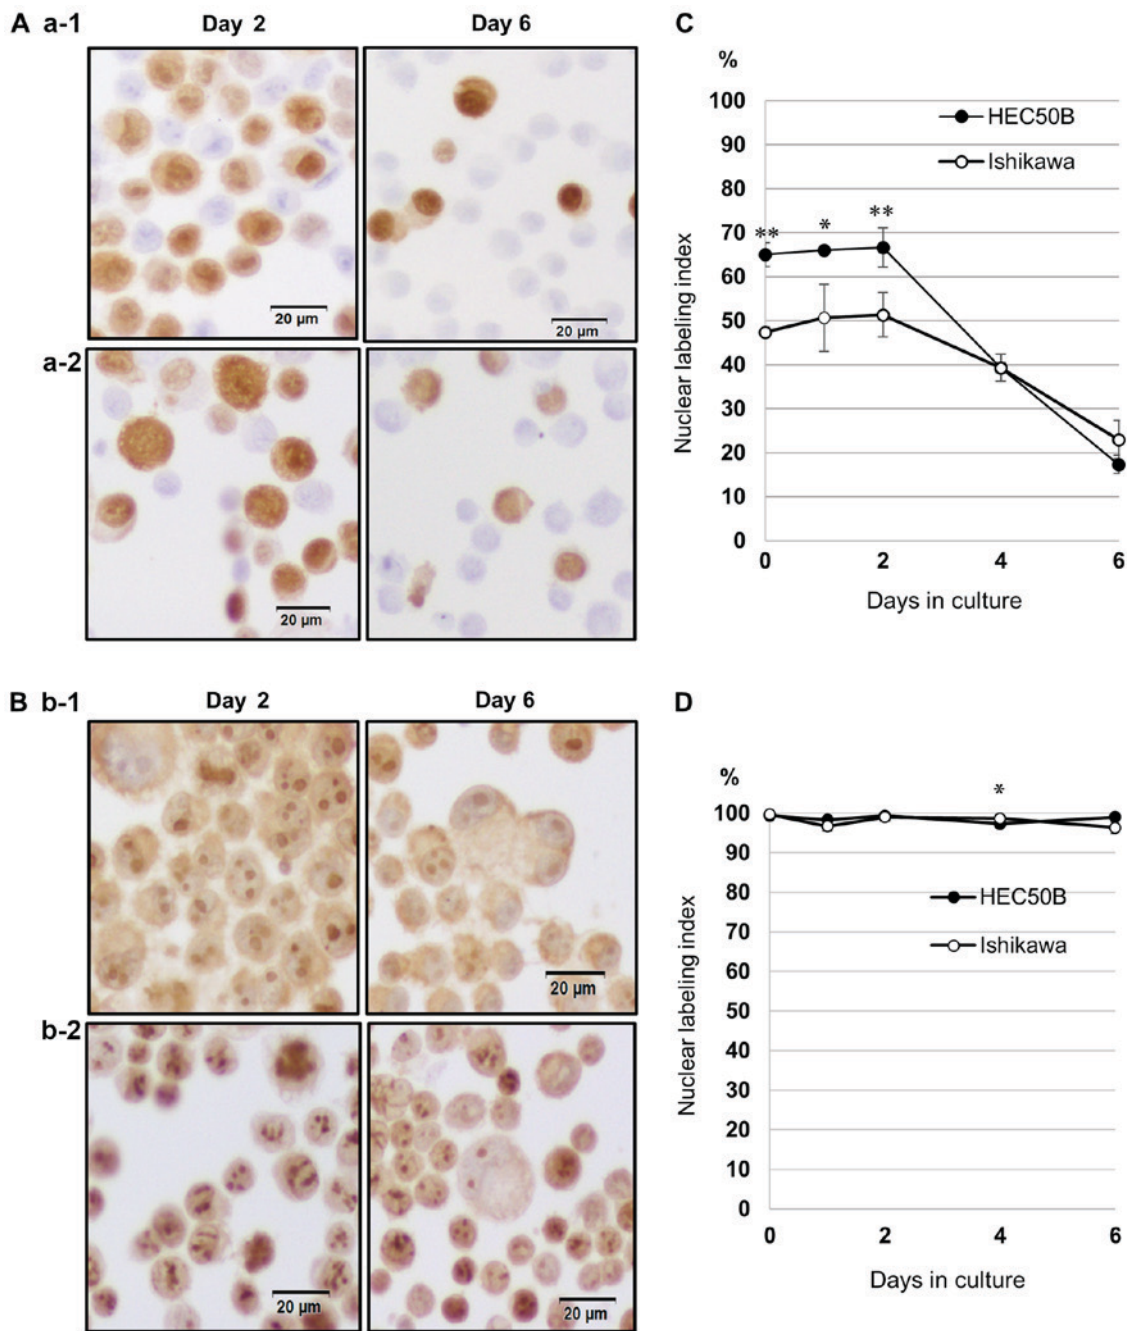 A a-1 Day 2 Day 6
20 µm
20 µm
a-2
20 µm
20 µm
C
%
100
90
80
70
60
50
40
30
20
10
0
Nuclear labeling index
HEC50B
Ishikawa
** * **
0 2 4 6
Days in culture
B b-1 Day 2 Day 6
20 µm
b-2
20 µm
20 µm
D
%
100
90
80
70
60
50
40
30
20
10
0
Nuclear labeling index
*
HEC50B
Ishikawa
0 2 4 6
Days in culture